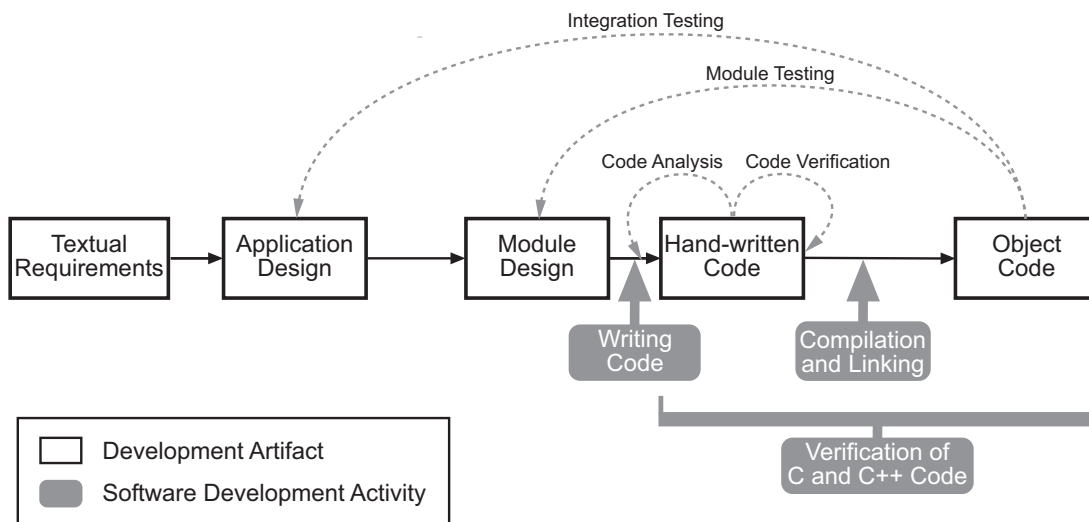 Integration Testing
Module Testing
Code Analysis
Code Verification
Textual
Requirements
Application
Design
Module
Design
Hand-written
Code
Object
Code
Writing
Code
Compilation
and Linking
Verification of
C and C++ Code
Development Artifact
Software Development Activity